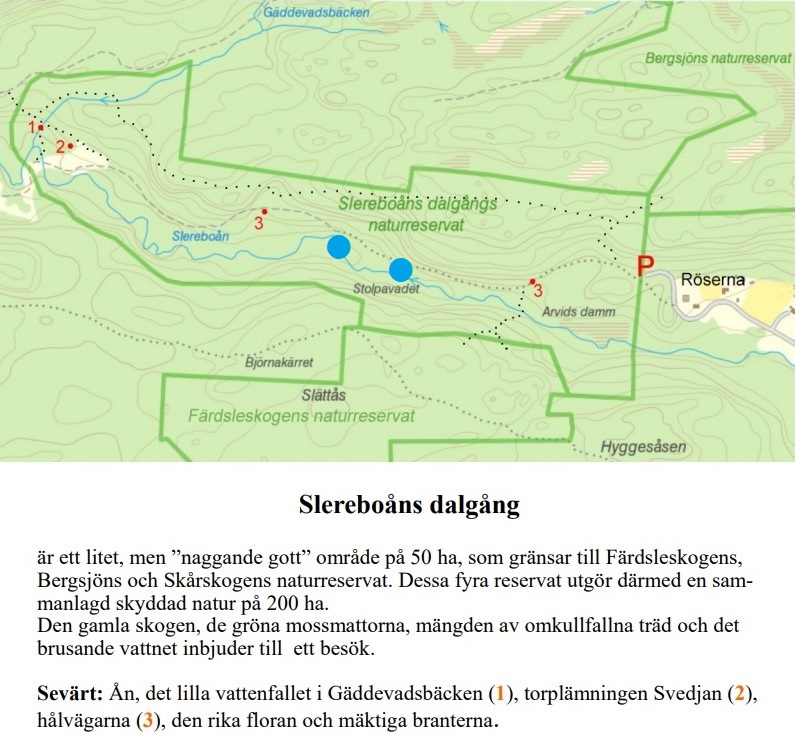 Gäddevadsbäcken
Bergsjöns naturreservat
1
2
Slereboåns dalgångs
naturreservat
3
Slereboån
P
Röserna
Stolpavadet
3
Arvids damm
Björnakärret
Slättås
Färdsleskogens naturreservat
Hyggesåsen
Slereboåns dalgång
är ett litet, men ”naggande gott” område på 50 ha, som gränsar till Färdsleskogens,
Bergsjöns och Skårskogens naturreservat. Dessa fyra reservat utgör därmed en sam-
manlagd skyddad natur på 200 ha.
Den gamla skogen, de gröna mossmattorna, mängden av omkullfallna träd och det
brusande vattnet inbjuder till  ett besök.
Sevärt: Ån, det lilla vattenfallet i Gäddevadsbäcken (1), torplämningen Svedjan (2),
hålvägarna (3), den rika floran och mäktiga branterna.